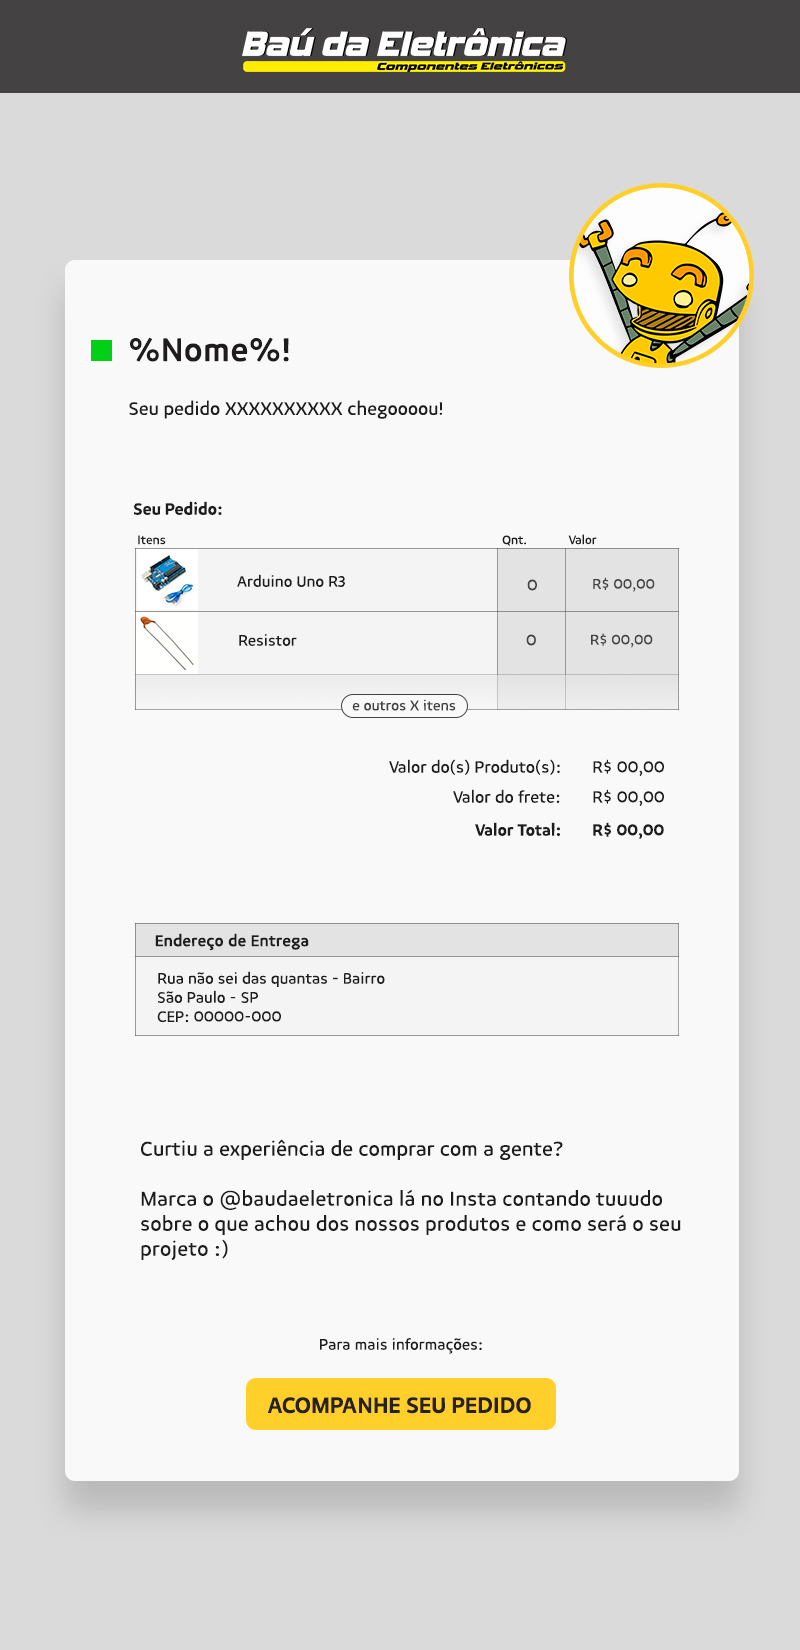 Baú da Eletrônica
Componentes Eletrônicos
%Nome%!
Seu pedido XXXXXXXXXX chegoooou!
Seu Pedido:
Itens Qnt. Valor
Arduino Uno R3 0 R$ 00,00
Resistor 0 R$ 00,00
e outros X itens
Valor do(s) Produto(s): R$ 00,00
Valor do frete: R$ 00,00
Valor Total: R$ 00,00
Endereço de Entrega
Rua não sei das quantas - Bairro
São Paulo - SP
CEP: 00000-000
Curtiu a experiência de comprar com a gente?
Marca o @baudaeletronica lá no Insta contando tuuudo
sobre o que achou dos nossos produtos e como será o seu
projeto :)
Para mais informações:
ACOMPANHE SEU PEDIDO